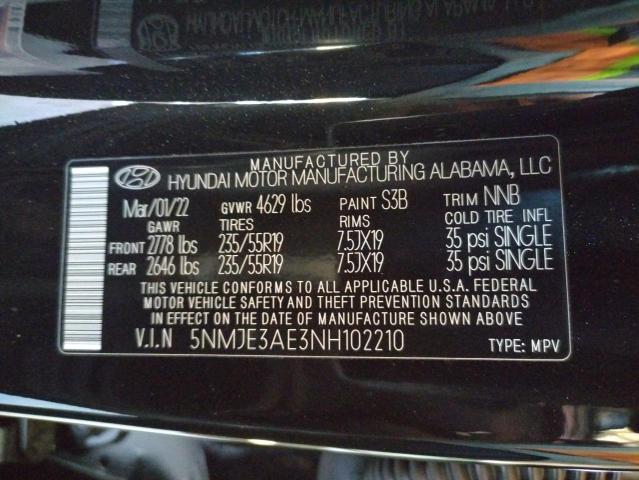 MANUFACTURED BY
HYUNDAI MOTOR MANUFACTURING ALABAMA, LLC
Mar/01/22 GVWR 4629 lbs PAINT S3B TRIM NNB
GAWR TIRES RIMS COLD TIRE INFL
FRONT 2778 lbs 235/55R19 7.5JX19 35 psi SINGLE
REAR 2646 lbs 235/55R19 7.5JX19 35 psi SINGLE
THIS VEHICLE CONFORMS TO ALL APPLICABLE U.S.A. FEDERAL
MOTOR VEHICLE SAFETY AND THEFT PREVENTION STANDARDS
IN EFFECT ON THE DATE OF MANUFACTURE SHOWN ABOVE.
V.I.N 5NMJE3AE3NH102210 TYPE: MPV